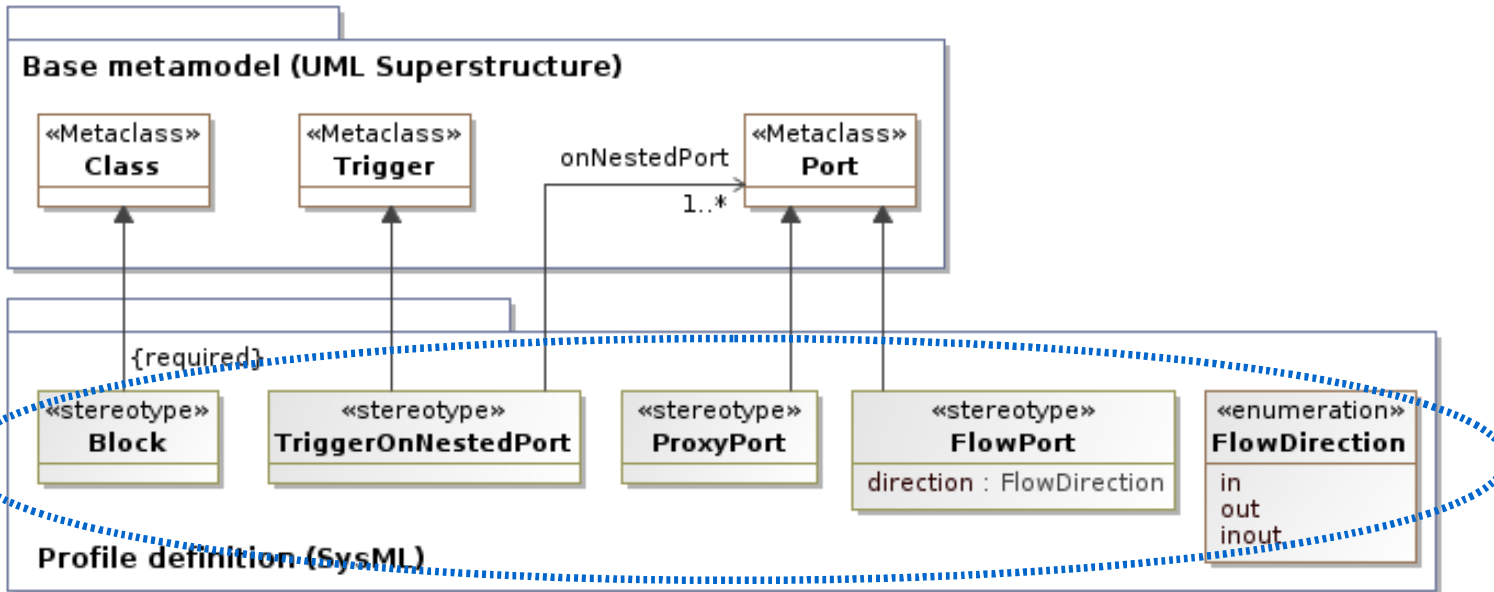 Base metamodel (UML Superstructure)
«Metaclass»
Class
«Metaclass»
Trigger
onNestedPort
1..*
«Metaclass»
Port
{required}
«stereotype»
Block
«stereotype»
TriggerOnNestedPort
«stereotype»
ProxyPort
«stereotype»
FlowPort
direction : FlowDirection
«enumeration»
FlowDirection
in
out
inout
Profile definition (SysML)